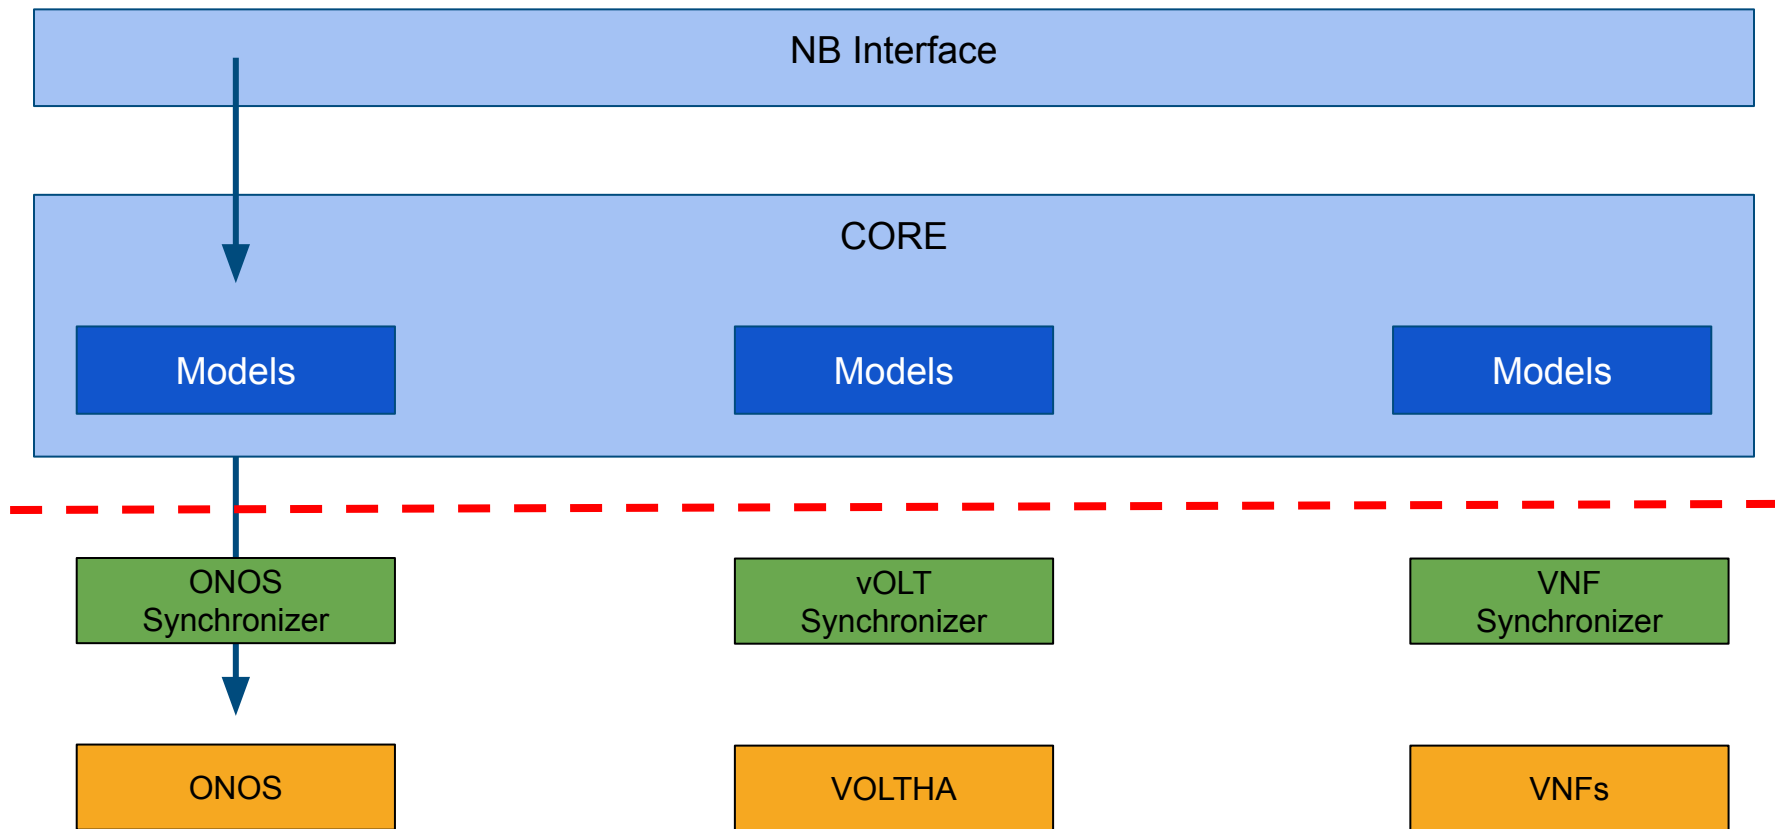 NB Interface
CORE
Models
Models
Models
ONOS
Synchronizer
vOLT
Synchronizer
VNF
Synchronizer
ONOS
VOLTHA
VNFs